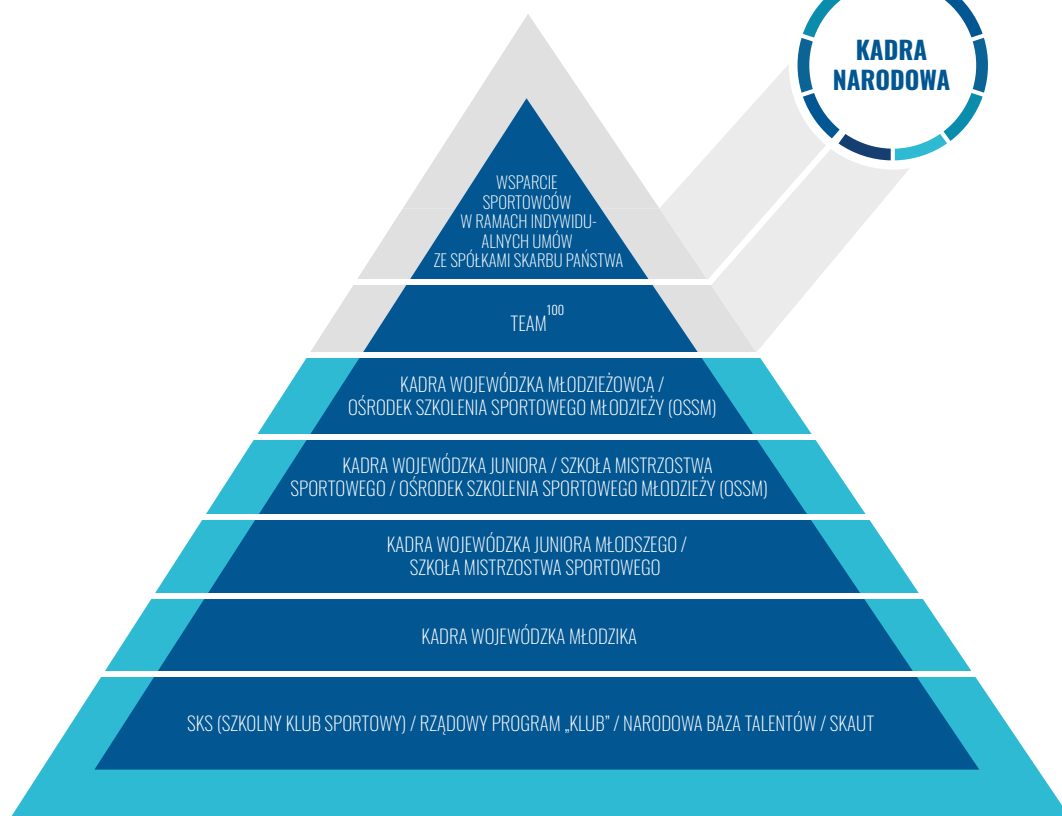 KADRA
NARODOWA
WSPARCIE
SPORTOWCÓW
W RAMACH INDYWIDU-
ALNYCH UMÓW
ZE SPÓŁKAMI SKARBU PAŃSTWA
TEAM100
KADRA WOJEWÓDZKA MŁODZIEŻOWCA /
OŚRODEK SZKOLENIA SPORTOWEGO MŁODZIEŻY (OSSM)
KADRA WOJEWÓDZKA JUNIORA / SZKOŁA MISTRZOSTWA
SPORTOWEGO / OŚRODEK SZKOLENIA SPORTOWEGO MŁODZIEŻY (OSSM)
KADRA WOJEWÓDZKA JUNIORA MŁODSZEGO /
SZKOŁA MISTRZOSTWA SPORTOWEGO
KADRA WOJEWÓDZKA MŁODZIKA
SKS (SZKOLNY KLUB SPORTOWY) / RZĄDOWY PROGRAM „KLUB” / NARODOWA BAZA TALENTÓW / SKAUT